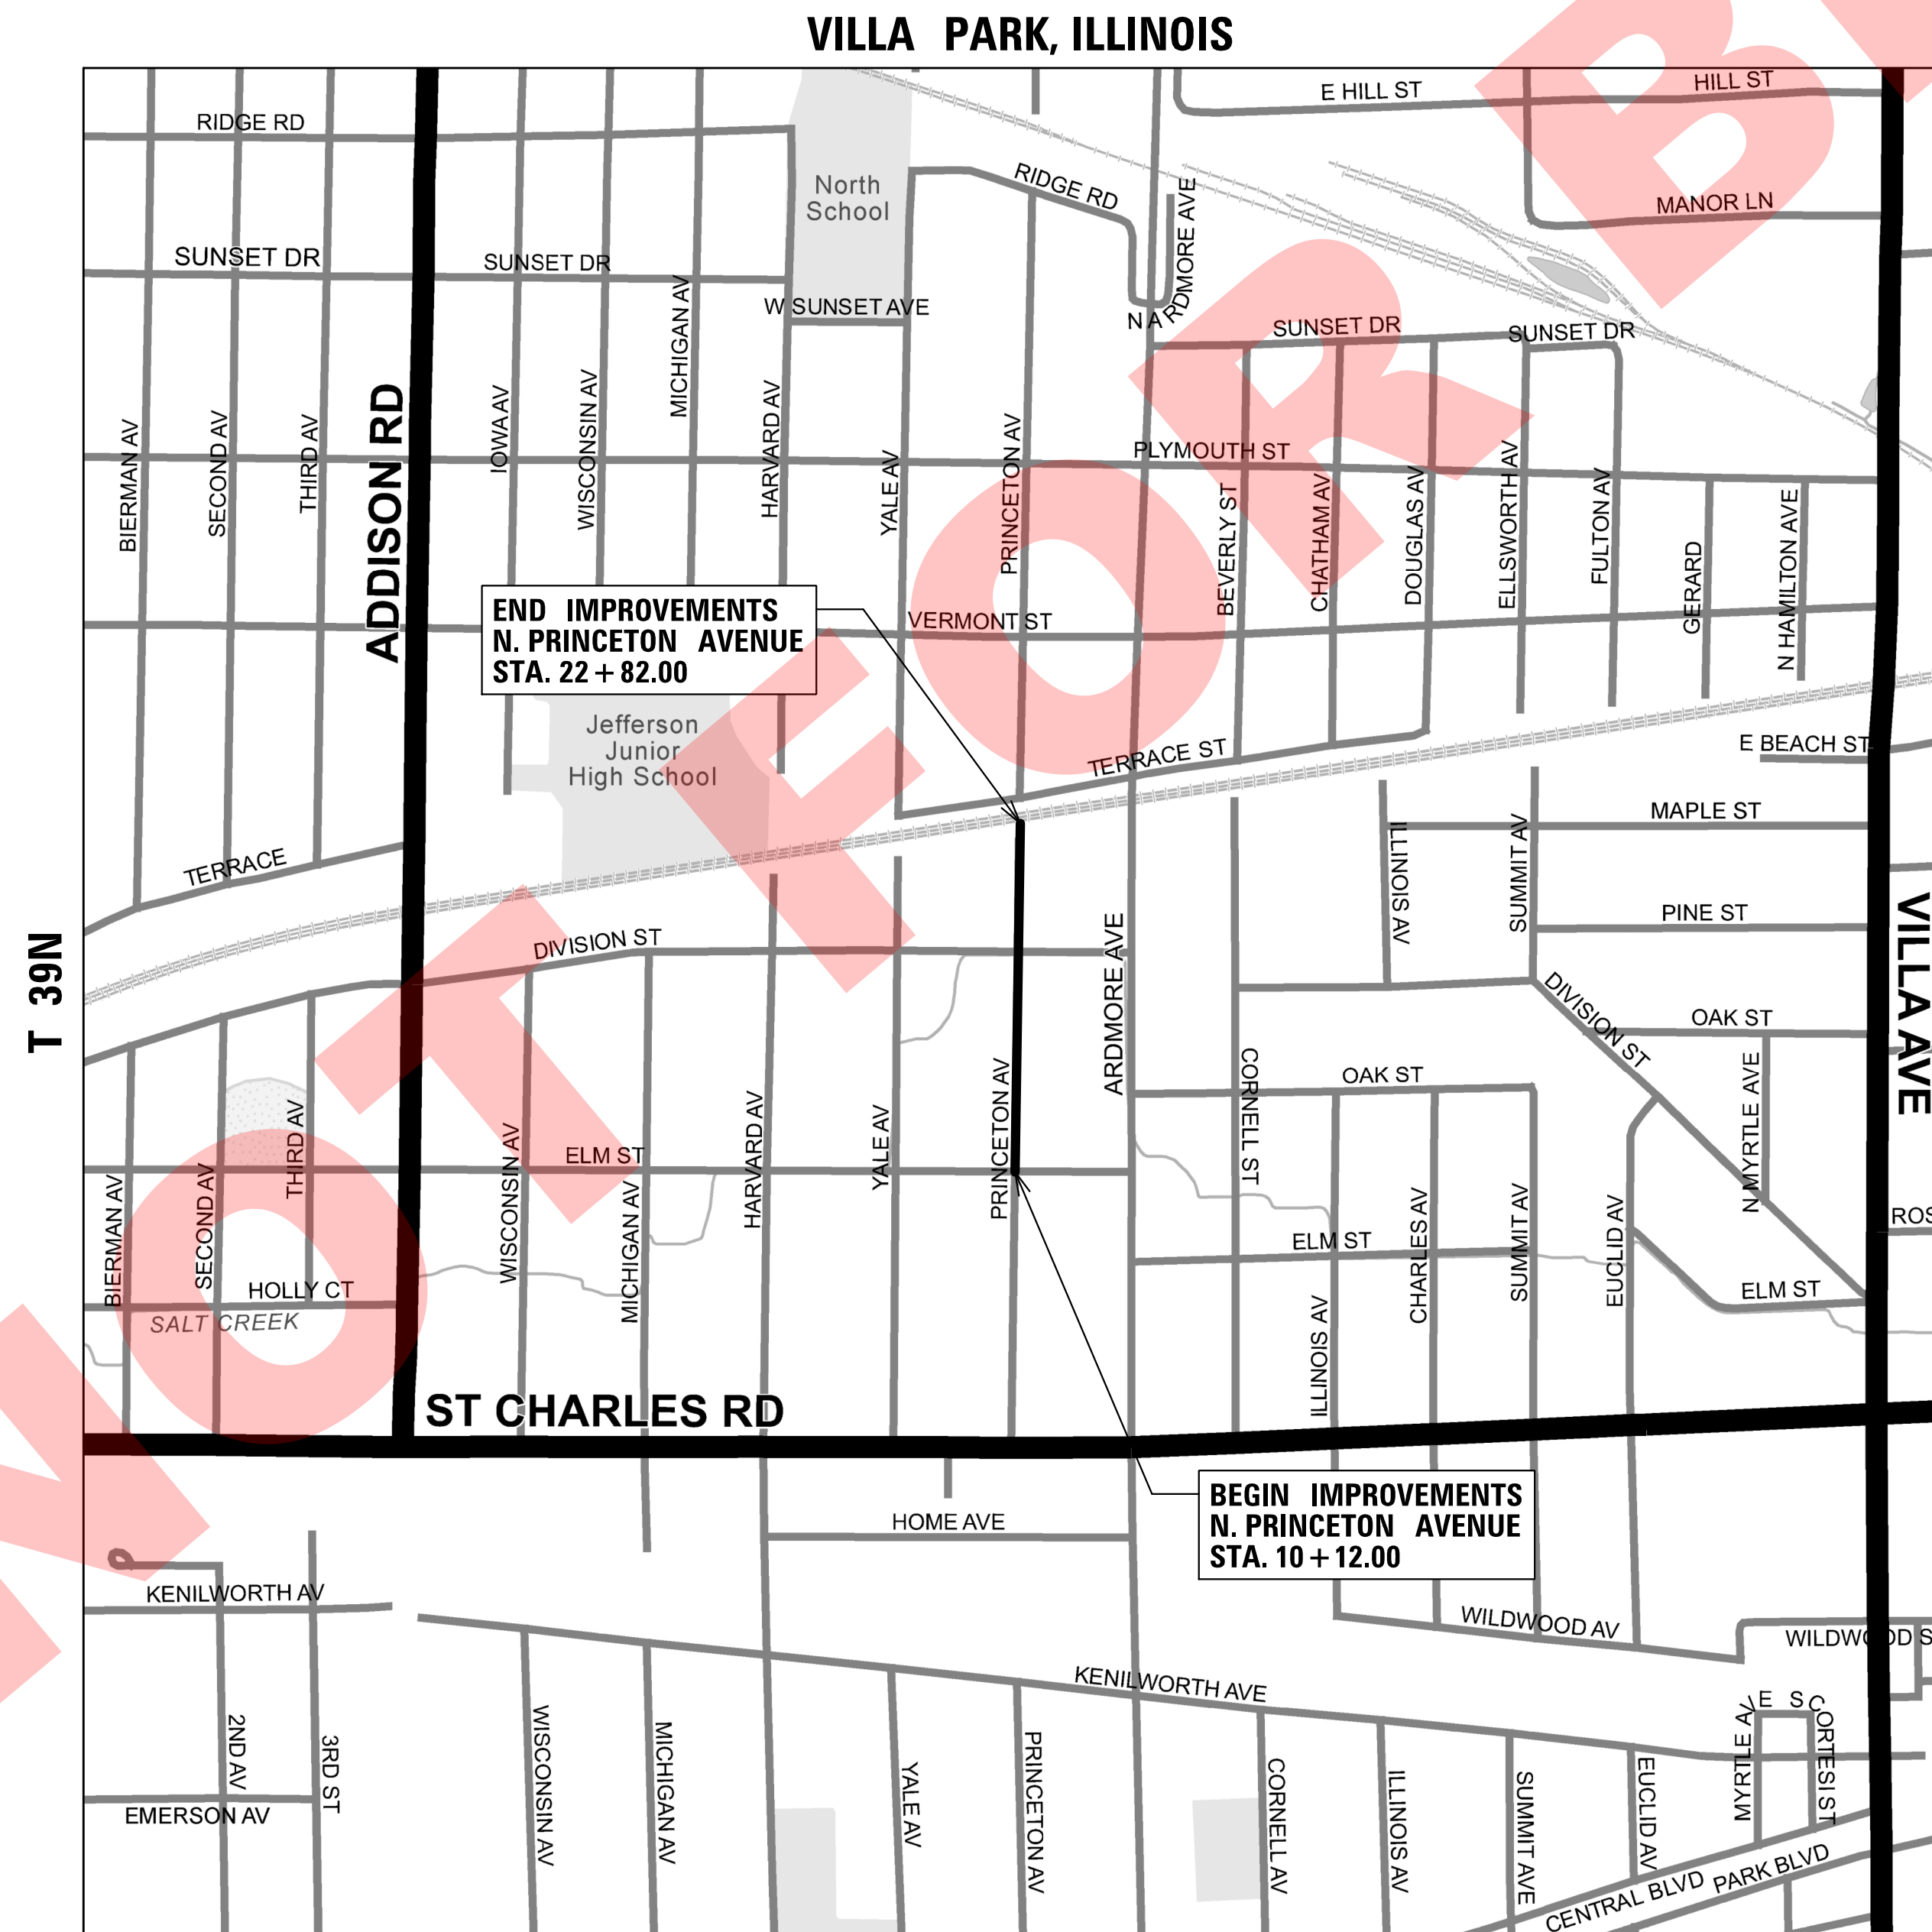 VILLA PARK, ILLINOIS
E HILL ST
HILL ST
RIDGE RD
North
School
RIDGE RD
N ARDMORE AVE
MANOR LN
SUNSET DR
SUNSET DR
MICHIGAN AV
W SUNSET AVE
SUNSET DR
SUNSET DR
BIERMAN AV
SECOND AV
THIRD AV
ADDISON RD
IOWA AV
WISCONSIN AV
HARVARD AV
YALE AV
PRINCETON AV
PLYMOUTH ST
BEVERLY ST
CHATHAM AV
DOUGLAS AV
ELLSWORTH AV
FULTON AV
GERARD
N HAMILTON AVE
END IMPROVEMENTS
N. PRINCETON AVENUE
STA. 22+82.00
VERMONT ST
Jefferson
Junior
High School
TERRACE ST
E BEACH ST
MAPLE ST
ILLINOIS AV
SUMMIT AV
TERRACE
PINE ST
VILLA AVE
T 39N
DIVISION ST
ARDMORE AVE
DIVISION ST
OAK ST
OAK ST
CORNELL ST
N MYRTLE AVE
PRINCETON AV
THIRD AV
HARVARD AV
YALE AV
WISCONSIN AV
ELM ST
BIERMAN AV
SECOND AV
MICHIGAN AV
CHARLES AV
SUMMIT AV
EUCLID AV
ROS
ELM ST
ELM ST
HOLLY CT
SALT CREEK
ILLINOIS AV
ST CHARLES RD
BEGIN IMPROVEMENTS
N. PRINCETON AVENUE
STA. 10+12.00
HOME AVE
KENILWORTH AV
WILDWOOD AV
WILDWOOD S
KENILWORTH AVE
2ND AV
3RD ST
WISCONSIN AV
MICHIGAN AV
YALE AV
PRINCETON AV
CORNELL AV
ILLINOIS AV
SUMMIT AVE
EUCLID AV
MYRTLE AV
E S CORTESI ST
EMERSON AV
CENTRAL BLVD
PARK BLVD
NOT FOR B